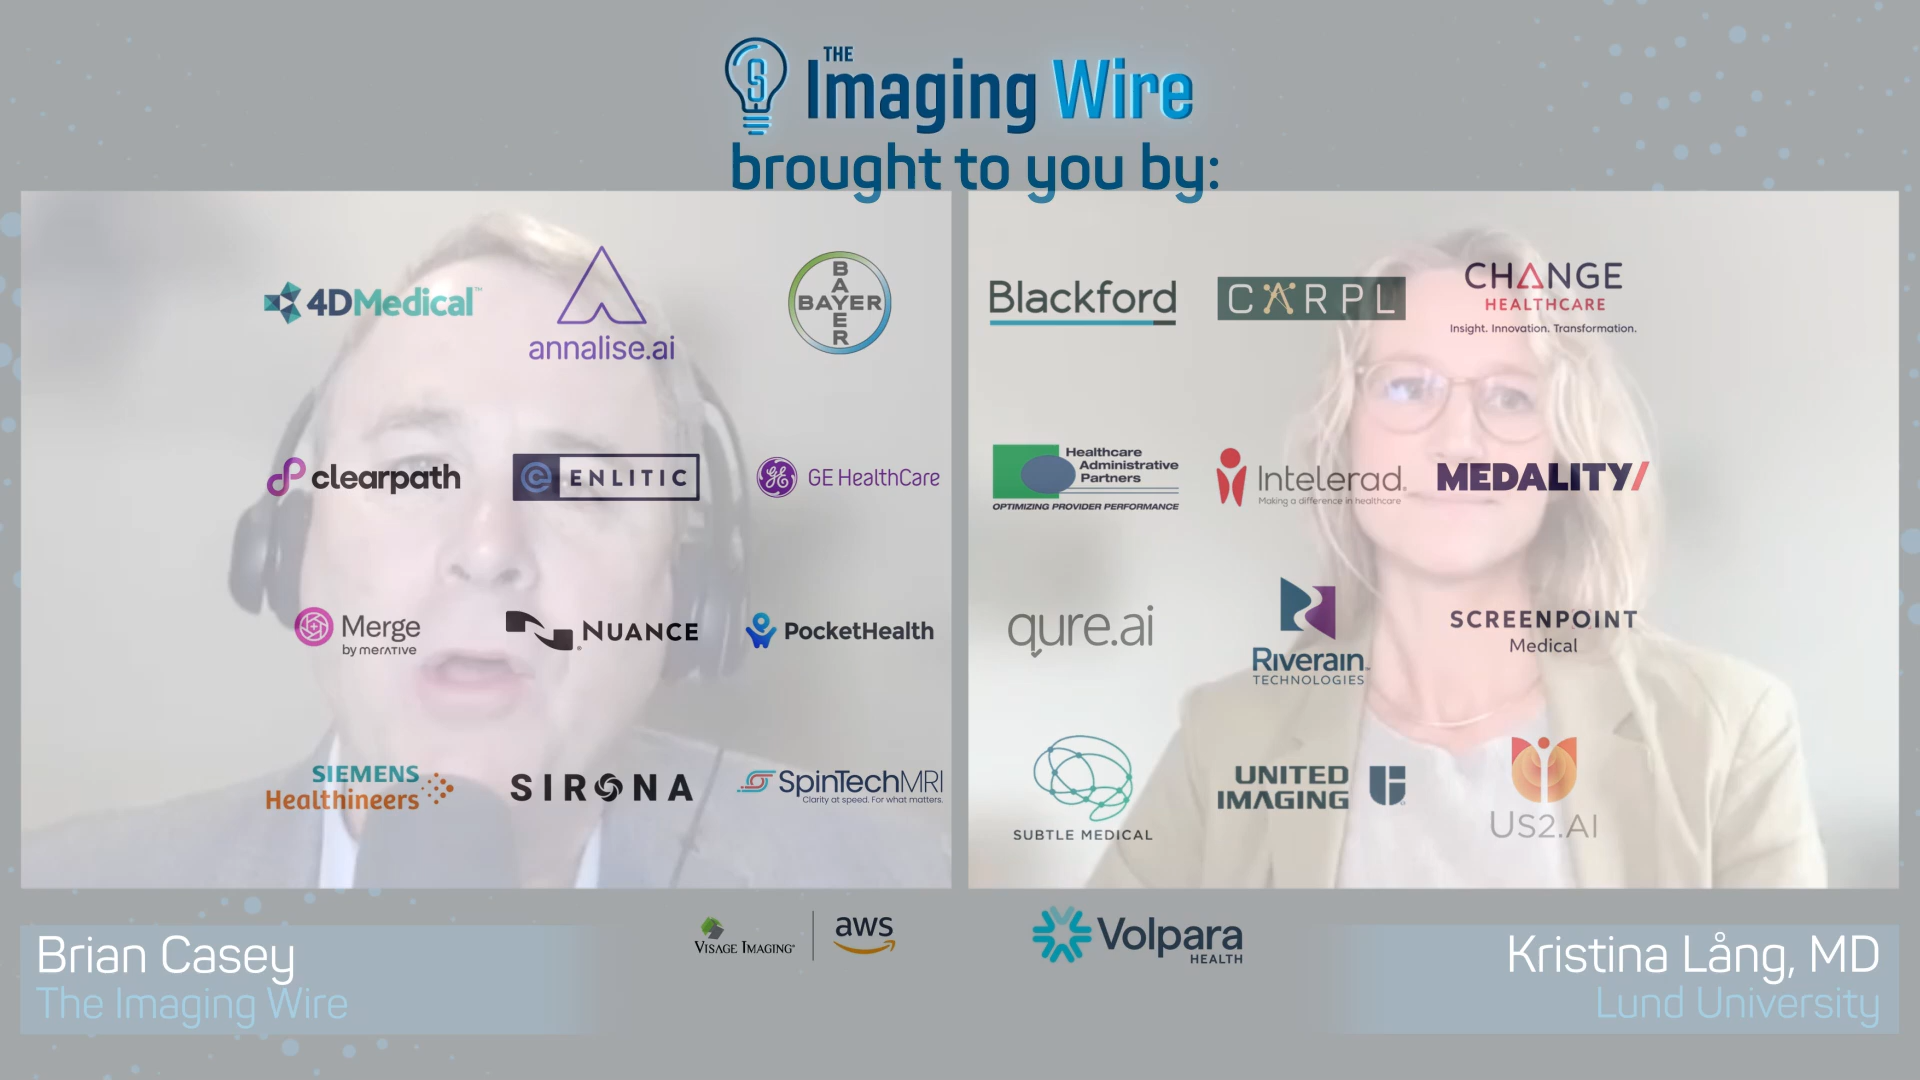 THE
Imaging Wire
brought to you by:
4DMedical™
annalise.ai
BAYER
BAYER
Blackford
CARPL
CHANGE
HEALTHCARE
Insight. Innovation. Transformation.
clearpath
ENLITIC
GE HealthCare
Healthcare
Administrative
Partners
OPTIMIZING PROVIDER PERFORMANCE
Intelerad®
Making a difference in healthcare
MEDALITY/
Merge
by merative
NUANCE
PocketHealth
qure.ai
Riverain™
TECHNOLOGIES
SCREENPOINT
Medical
SIEMENS
Healthineers
SIRONA
SpinTechMRI
Clarity at speed. For what matters.
SUBTLE MEDICAL
UNITED
IMAGING
US2.AI
VISAGE IMAGING®
aws
Volpara
HEALTH
Brian Casey
The Imaging Wire
Kristina Lång, MD
Lund University